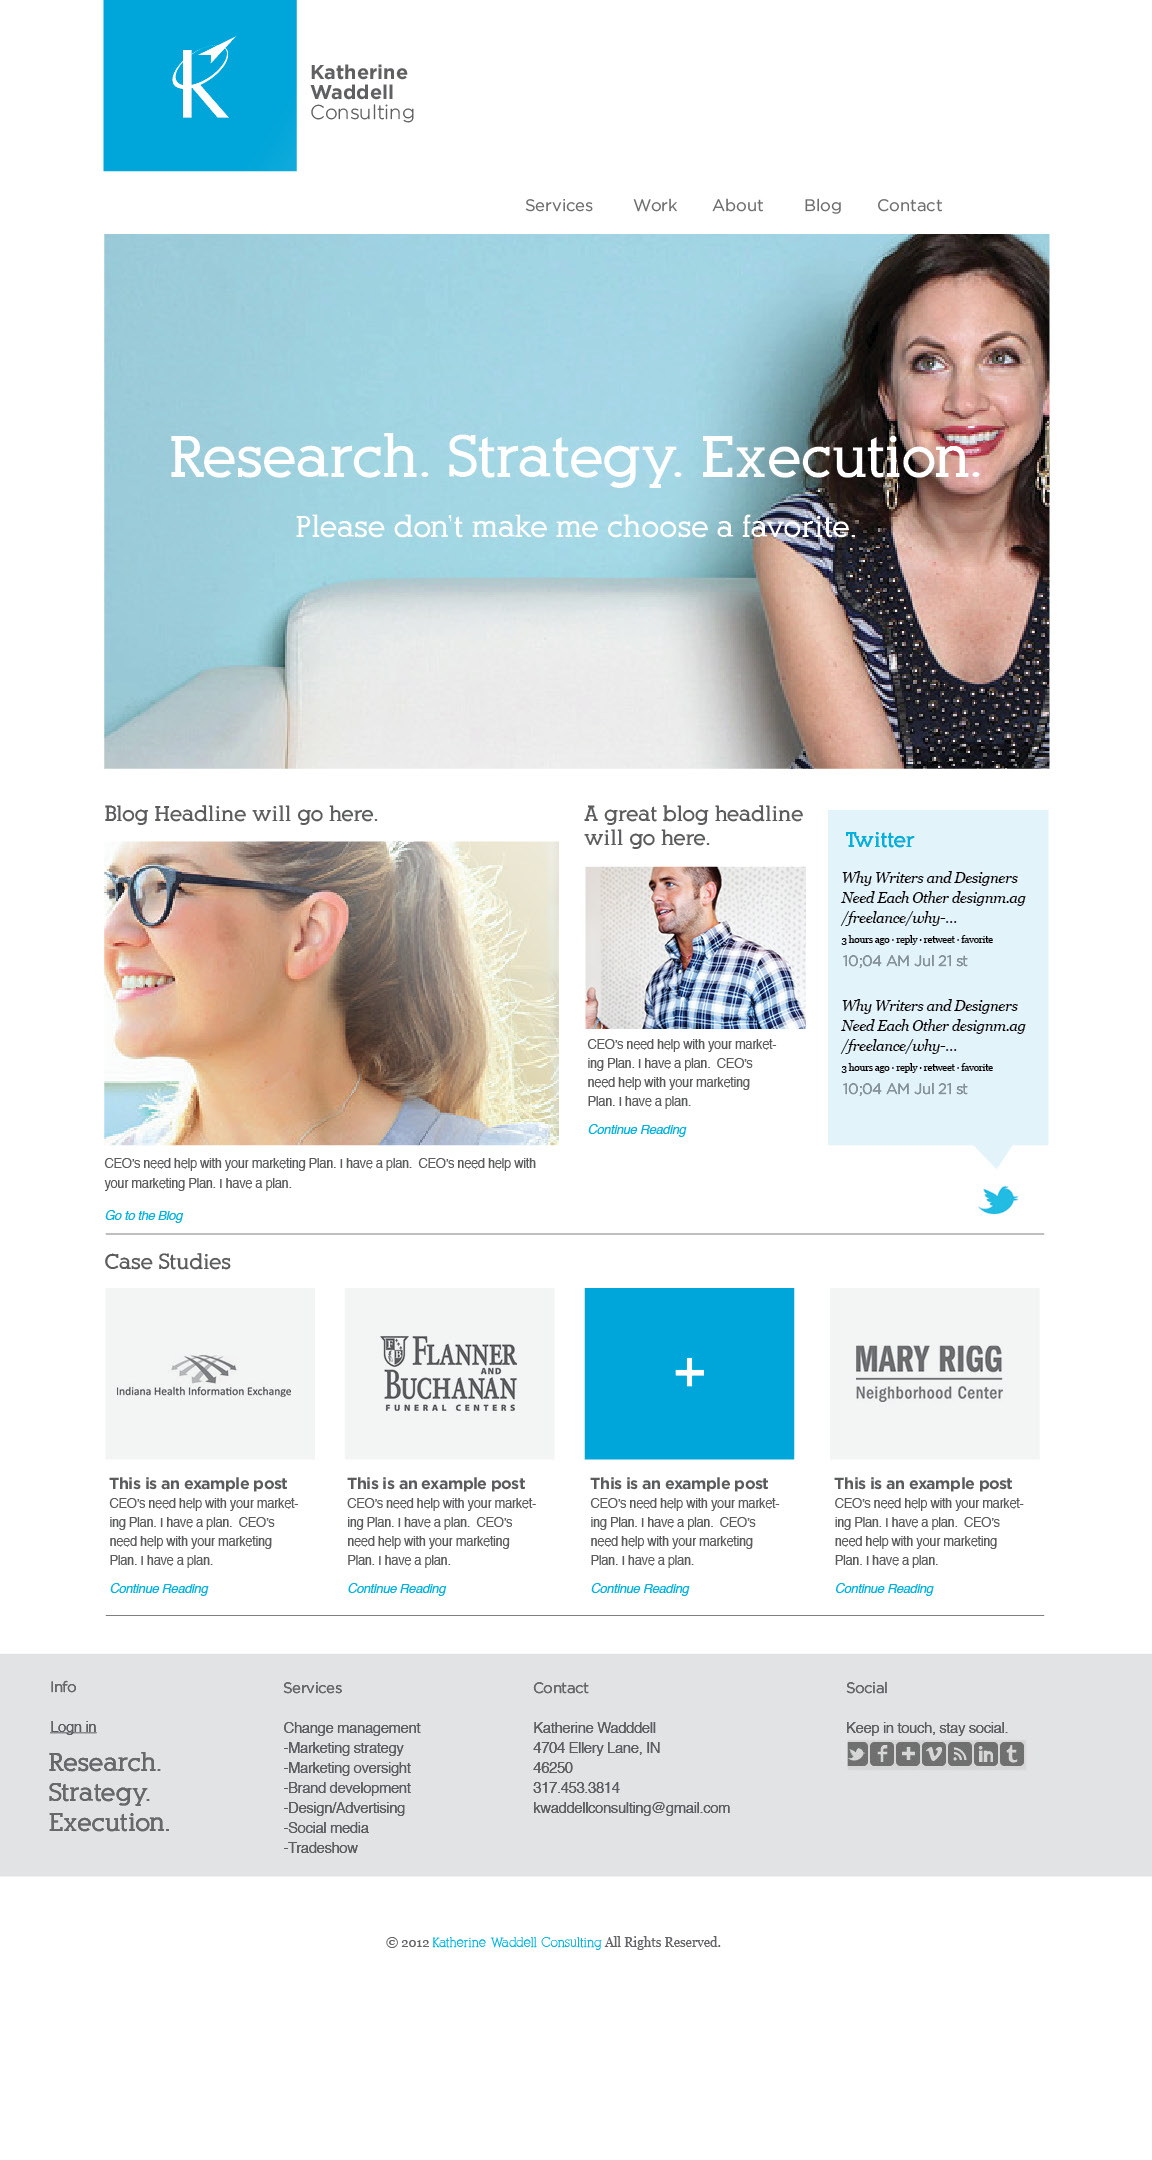 K
Katherine
Waddell
Consulting
Services Work About Blog Contact
Research. Strategy. Execution.
Please don't make me choose a favorite.
Blog Headline will go here.
CEO's need help with your marketing Plan. I have a plan. CEO's need help with
your marketing Plan. I have a plan.
Go to the Blog
A great blog headline
will go here.
CEO's need help with your market-
ing Plan. I have a plan. CEO's
need help with your marketing
Plan. I have a plan.
Continue Reading
Twitter
Why Writers and Designers
Need Each Other designm.ag
/freelance/why-...
3 hours ago · reply · retweet · favorite
10;04 AM Jul 21 st
Why Writers and Designers
Need Each Other designm.ag
/freelance/why-...
3 hours ago · reply · retweet · favorite
10;04 AM Jul 21 st
Case Studies
Indiana Health Information Exchange
FLANNER
AND
BUCHANAN
FUNERAL CENTERS
+
MARY RIGG
Neighborhood Center
This is an example post
CEO's need help with your market-
ing Plan. I have a plan. CEO's
need help with your marketing
Plan. I have a plan.
Continue Reading
This is an example post
CEO's need help with your market-
ing Plan. I have a plan. CEO's
need help with your marketing
Plan. I have a plan.
Continue Reading
This is an example post
CEO's need help with your market-
ing Plan. I have a plan. CEO's
need help with your marketing
Plan. I have a plan.
Continue Reading
This is an example post
CEO's need help with your market-
ing Plan. I have a plan. CEO's
need help with your marketing
Plan. I have a plan.
Continue Reading
Info
Logn in
Research.
Strategy.
Execution.
Services
Change management
-Marketing strategy
-Marketing oversight
-Brand development
-Design/Advertising
-Social media
-Tradeshow
Contact
Katherine Wadddell
4704 Ellery Lane, IN
46250
317.453.3814
kwaddellconsulting@gmail.com
Social
Keep in touch, stay social.
© 2012 Katherine Waddell Consulting All Rights Reserved.